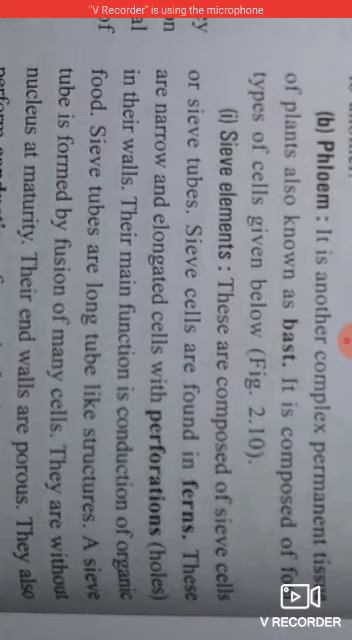 "V Recorder" is using the microphone
(b) Phloem : It is another complex permanent tissue
of plants also known as bast. It is composed of
types of cells given below (Fig. 2.10).
(i) Sieve elements : These are composed of sieve cells
or sieve tubes. Sieve cells are found in ferns. These
are narrow and elongated cells with perforations (holes)
in their walls. Their main function is conduction of organic
food. Sieve tubes are long tube like structures. A sieve
tube is formed by fusion of many cells. They are without
nucleus at maturity. Their end walls are porous. They also
V RECORDER